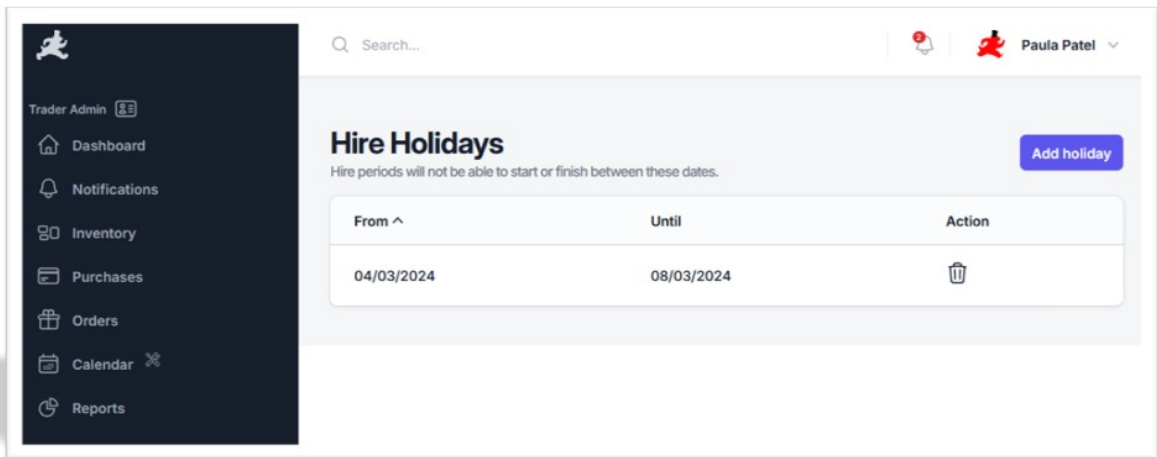 Search...
2
Paula Patel
Trader Admin
Dashboard
Notifications
Inventory
Purchases
Orders
Calendar
Reports
Hire Holidays
Add holiday
Hire periods will not be able to start or finish between these dates.
From Until Action
04/03/2024 08/03/2024